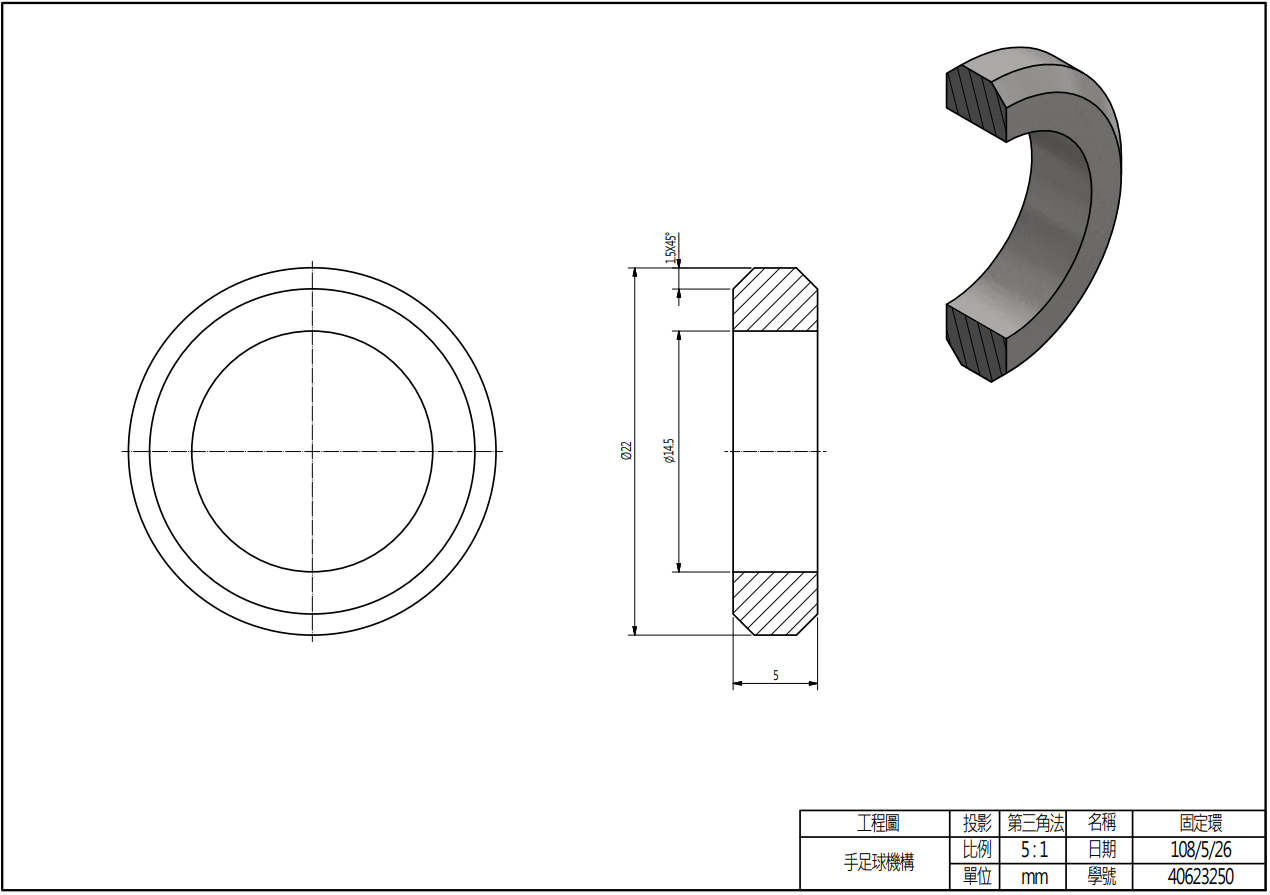 1.5X45°
Ø22
Ø14.5
5
工程圖 投影 第三角法 名稱 固定環
手足球機構 比例 5 : 1 日期 108/5/26
單位 mm 學號 40623250